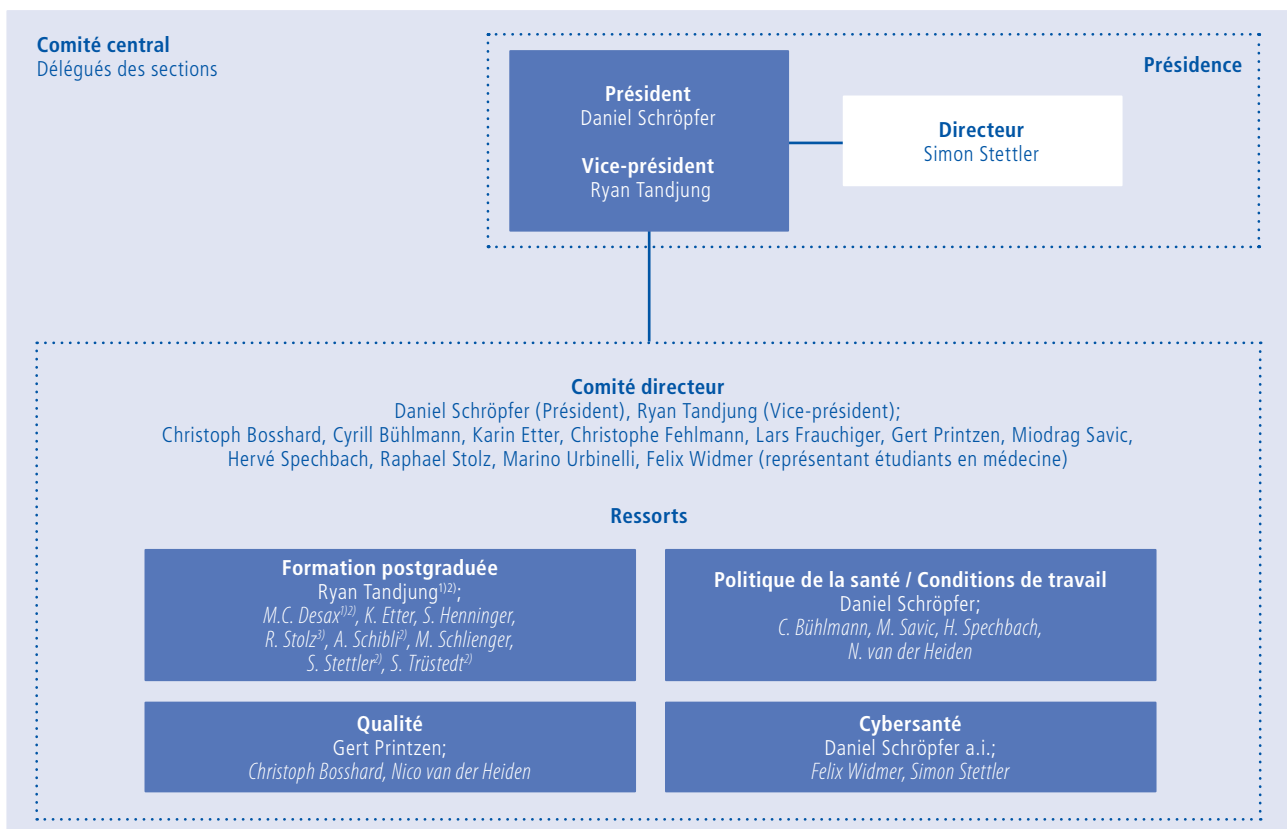 Comité central
Délégués des sections
Présidence
Président
Daniel Schröpfer
Vice-président
Ryan Tandjung
Directeur
Simon Stettler
Comité directeur
Daniel Schröpfer (Président), Ryan Tandjung (Vice-président);
Christoph Bosshard, Cyrill Bühlmann, Karin Etter, Christophe Fehlmann, Lars Frauchiger, Gert Printzen, Miodrag Savic,
Hervé Spechbach, Raphael Stolz, Marino Urbinelli, Felix Widmer (représentant étudiants en médecine)
Ressorts
Formation postgraduée
Ryan Tandjung1)2);
M.C. Desax1)2), K. Etter, S. Henninger,
R. Stolz3), A. Schibli2), M. Schlienger,
S. Stettler2), S. Trüstedt2)
Politique de la santé / Conditions de travail
Daniel Schröpfer;
C. Bühlmann, M. Savic, H. Spechbach,
N. van der Heiden
Qualité
Gert Printzen;
Christoph Bosshard, Nico van der Heiden
Cybersanté
Daniel Schröpfer a.i.;
Felix Widmer, Simon Stettler